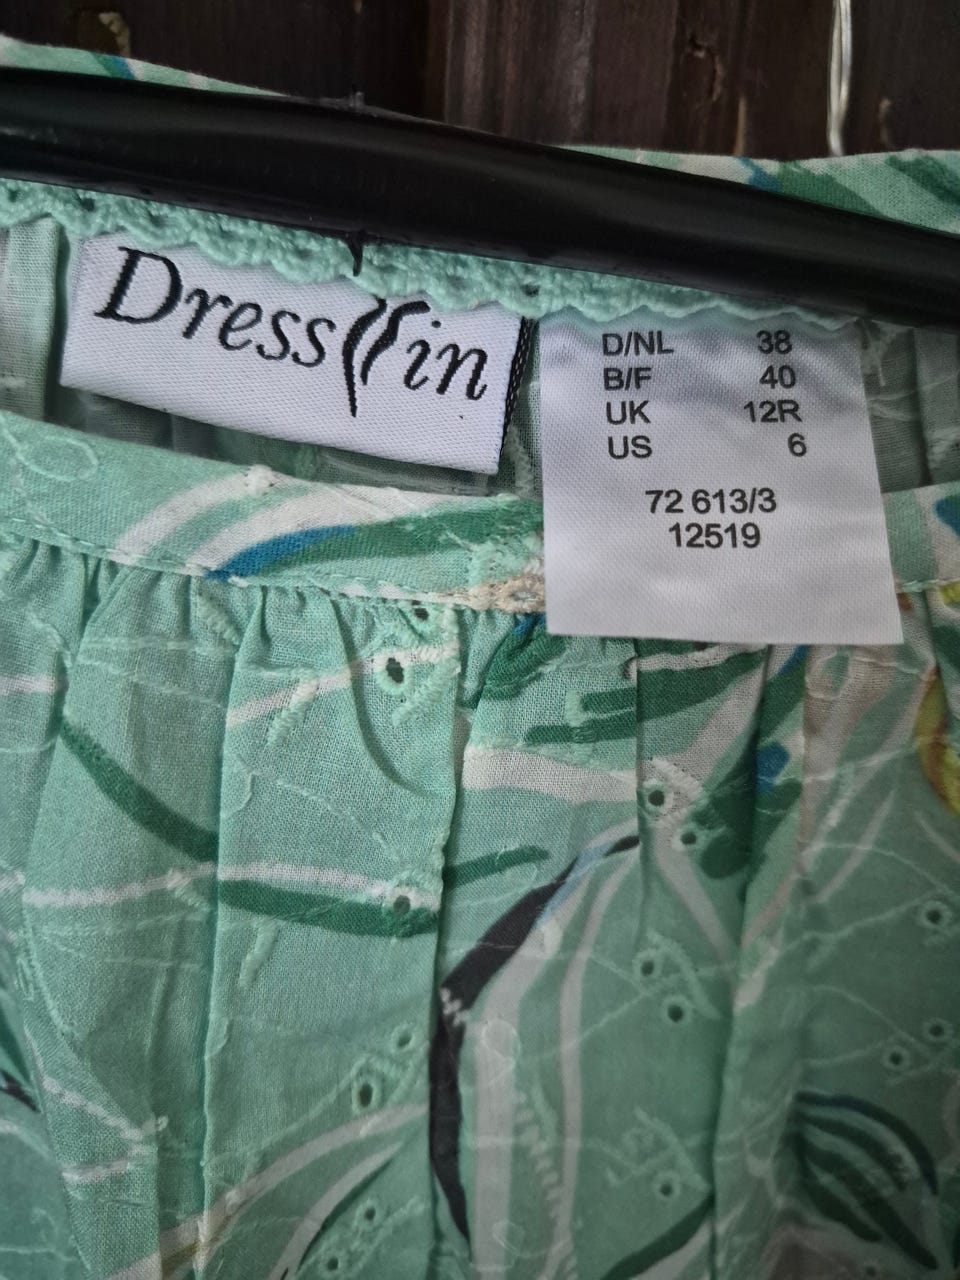 Dress in
D/NL 38
B/F 40
UK 12R
US 6
72 613/3
12519